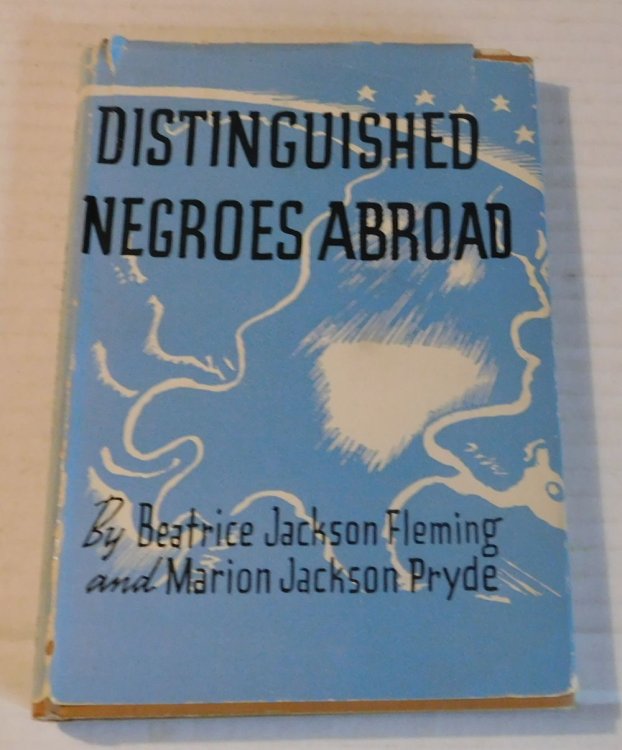 DISTINGUISHED
NEGROES ABROAD
By Beatrice Jackson Fleming
and Marion Jackson Pryde